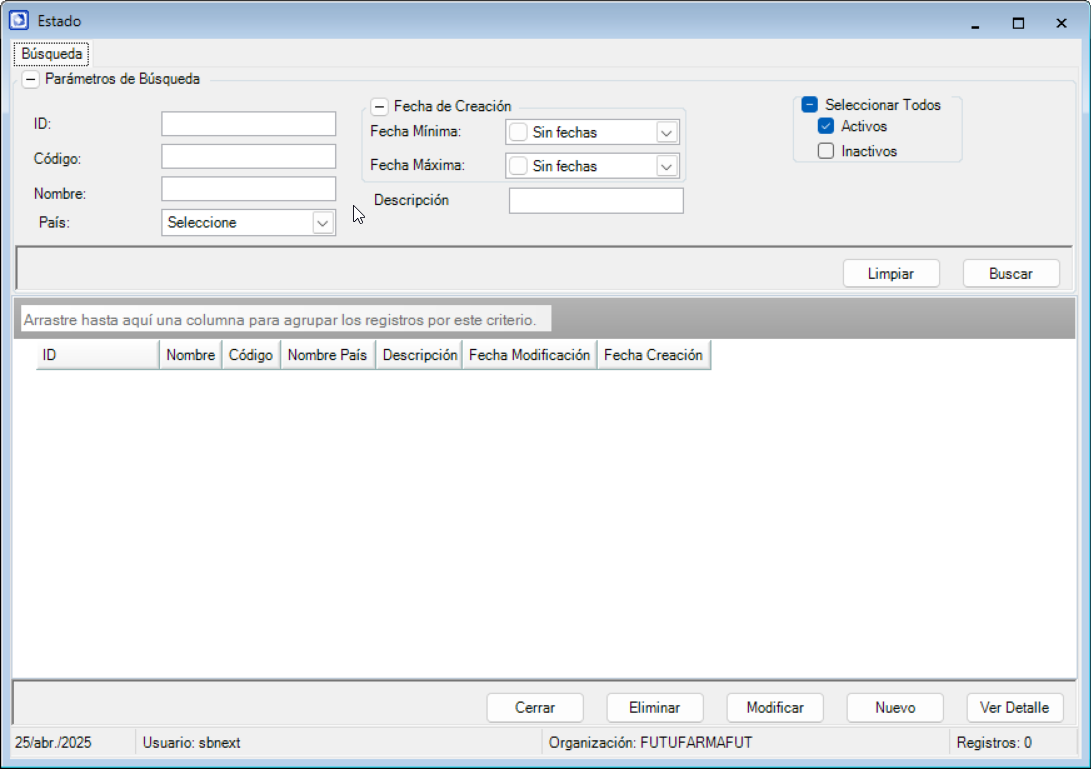 Estado
Búsqueda
Parámetros de Búsqueda
ID:
Código:
Nombre:
País:
Seleccione
Fecha de Creación
Fecha Mínima:
Sin fechas
Fecha Máxima:
Sin fechas
Descripción
Seleccionar Todos
Activos
Inactivos
Limpiar
Buscar
Arrastre hasta aquí una columna para agrupar los registros por este criterio.
ID Nombre Código Nombre País Descripción Fecha Modificación Fecha Creación
Cerrar Eliminar Modificar Nuevo Ver Detalle
25/abr./2025 Usuario: sbnext Organización: FUTUFARMAFUT Registros: 0